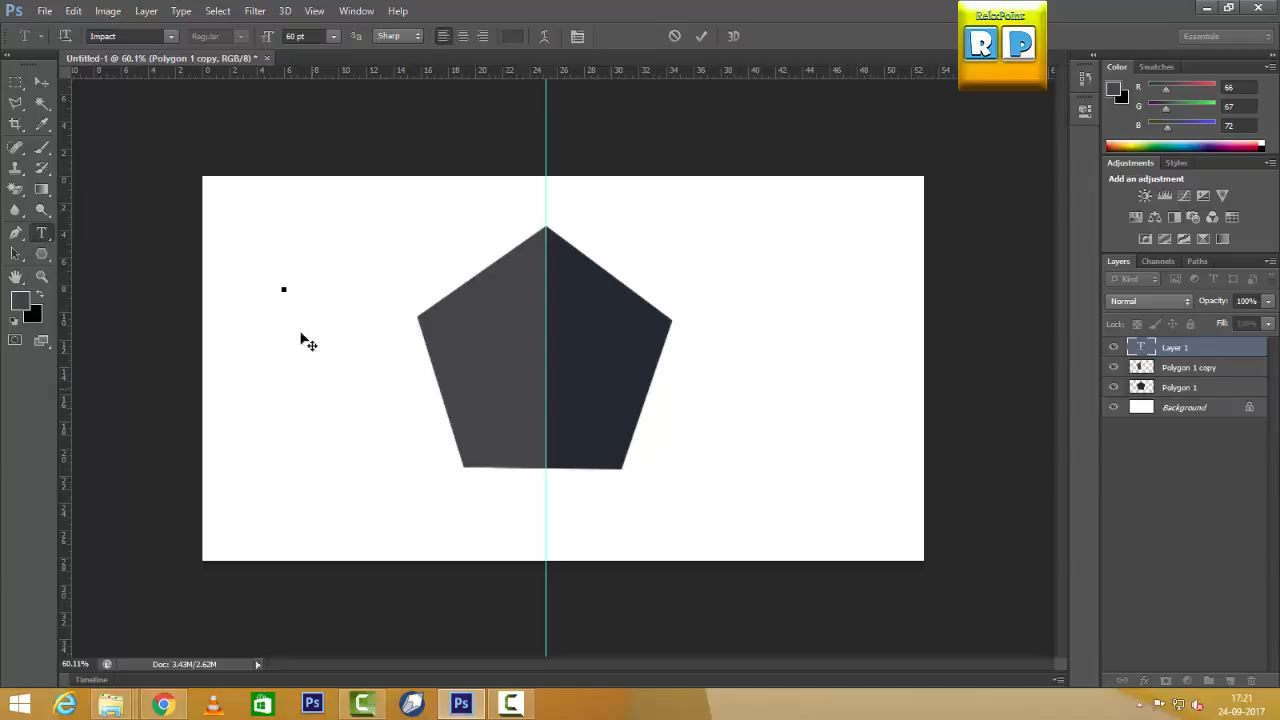 Ps File Edit Image Layer Type Select Filter 3D View Window Help
RelaxPoint
R P
T Impact Regular 60 pt Sharp 3D Essentials
Untitled-1 @ 60.1% (Polygon 1 copy, RGB/8) * ×
Color Swatches
R 66
G 67
B 72
Adjustments Styles
Add an adjustment
Layers Channels Paths
Kind
Normal Opacity: 100%
Lock: Fill: 100%
T Layer 1
Polygon 1 copy
Polygon 1
Background
60.11% Doc: 3.43M/2.62M
Timeline
17:21
24-09-2017